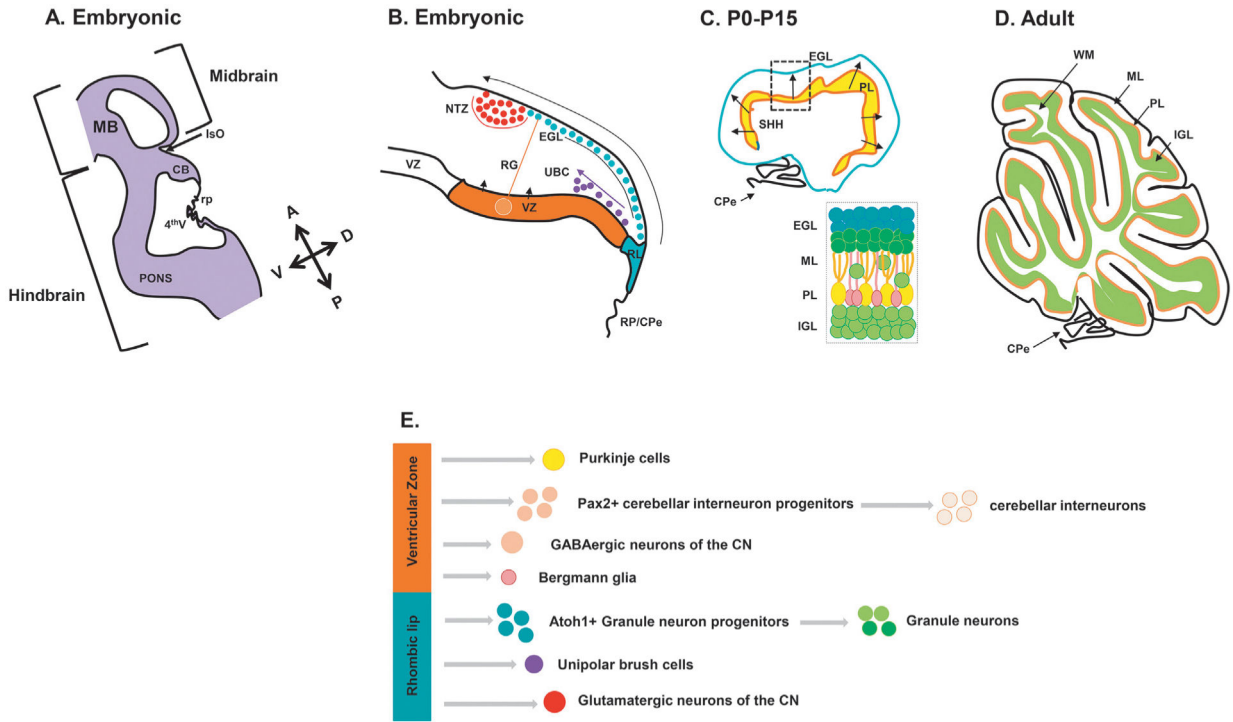 A. Embryonic
Midbrain
MB
IsO
CB
rp
4thV
PONS
Hindbrain
A
D
V
P
B. Embryonic
NTZ
EGL
VZ
RG
UBC
VZ
RL
RP/CPe
C. P0-P15
EGL
PL
SHH
CPe
EGL
ML
PL
IGL
D. Adult
WM
ML
PL
IGL
CPe
E.
Ventricular Zone
Purkinje cells
Pax2+ cerebellar interneuron progenitors
cerebellar interneurons
GABAergic neurons of the CN
Bergmann glia
Rhombic lip
Atoh1+ Granule neuron progenitors
Granule neurons
Unipolar brush cells
Glutamatergic neurons of the CN